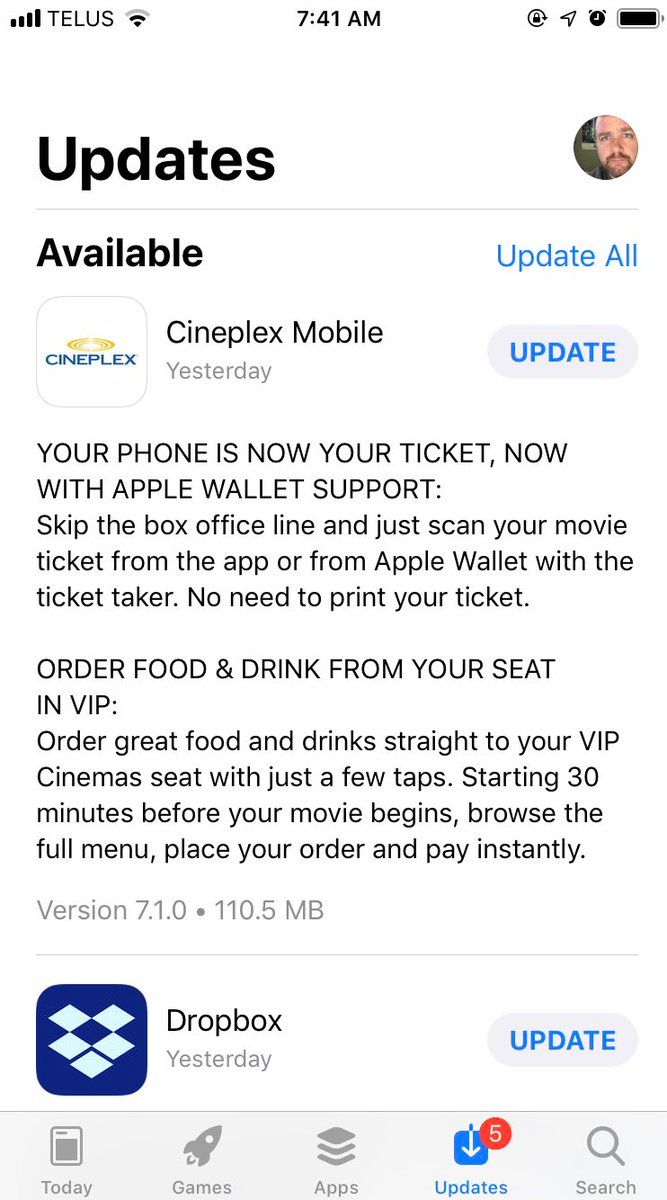 TELUS 7:41 AM
Updates
Available Update All
CINEPLEX
Cineplex Mobile
Yesterday
UPDATE
YOUR PHONE IS NOW YOUR TICKET, NOW
WITH APPLE WALLET SUPPORT:
Skip the box office line and just scan your movie
ticket from the app or from Apple Wallet with the
ticket taker. No need to print your ticket.
ORDER FOOD & DRINK FROM YOUR SEAT
IN VIP:
Order great food and drinks straight to your VIP
Cinemas seat with just a few taps. Starting 30
minutes before your movie begins, browse the
full menu, place your order and pay instantly.
Version 7.1.0 • 110.5 MB
Dropbox
Yesterday
UPDATE
5
Today Games Apps Updates Search